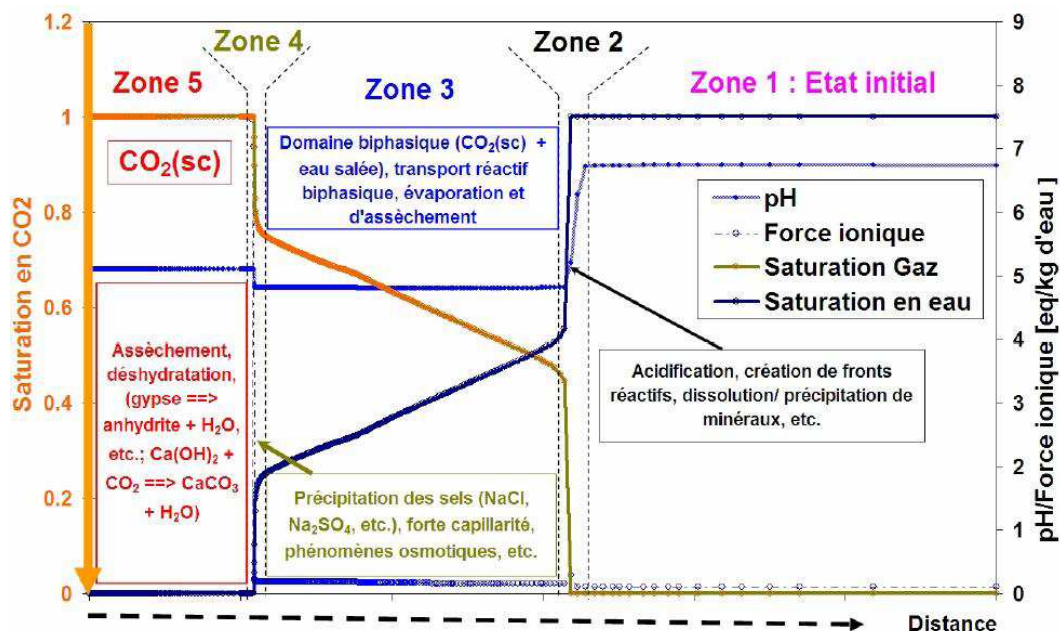 Zone 4
Zone 2
Zone 5
Zone 3
Zone 1 : Etat initial
CO2(sc)
Domaine biphasique (CO2(sc) +
eau salée), transport réactif
biphasique, évaporation et
d'assèchement
pH
Force ionique
Saturation Gaz
Saturation en eau
Assèchement,
déshydratation,
(gypse ==>
anhydrite + H2O,
etc.; Ca(OH)2 +
CO2 ==> CaCO3
+ H2O)
Acidification, création de fronts
réactifs, dissolution/ précipitation de
minéraux, etc.
Précipitation des sels (NaCl,
Na2SO4, etc.), forte capillarité,
phénomènes osmotiques, etc.
Saturation en CO2
1.2
1
0.8
0.6
0.4
0.2
0
pH/Force ionique [eq/kg d'eau ]
9
8
7
6
5
4
3
2
1
0
Distance